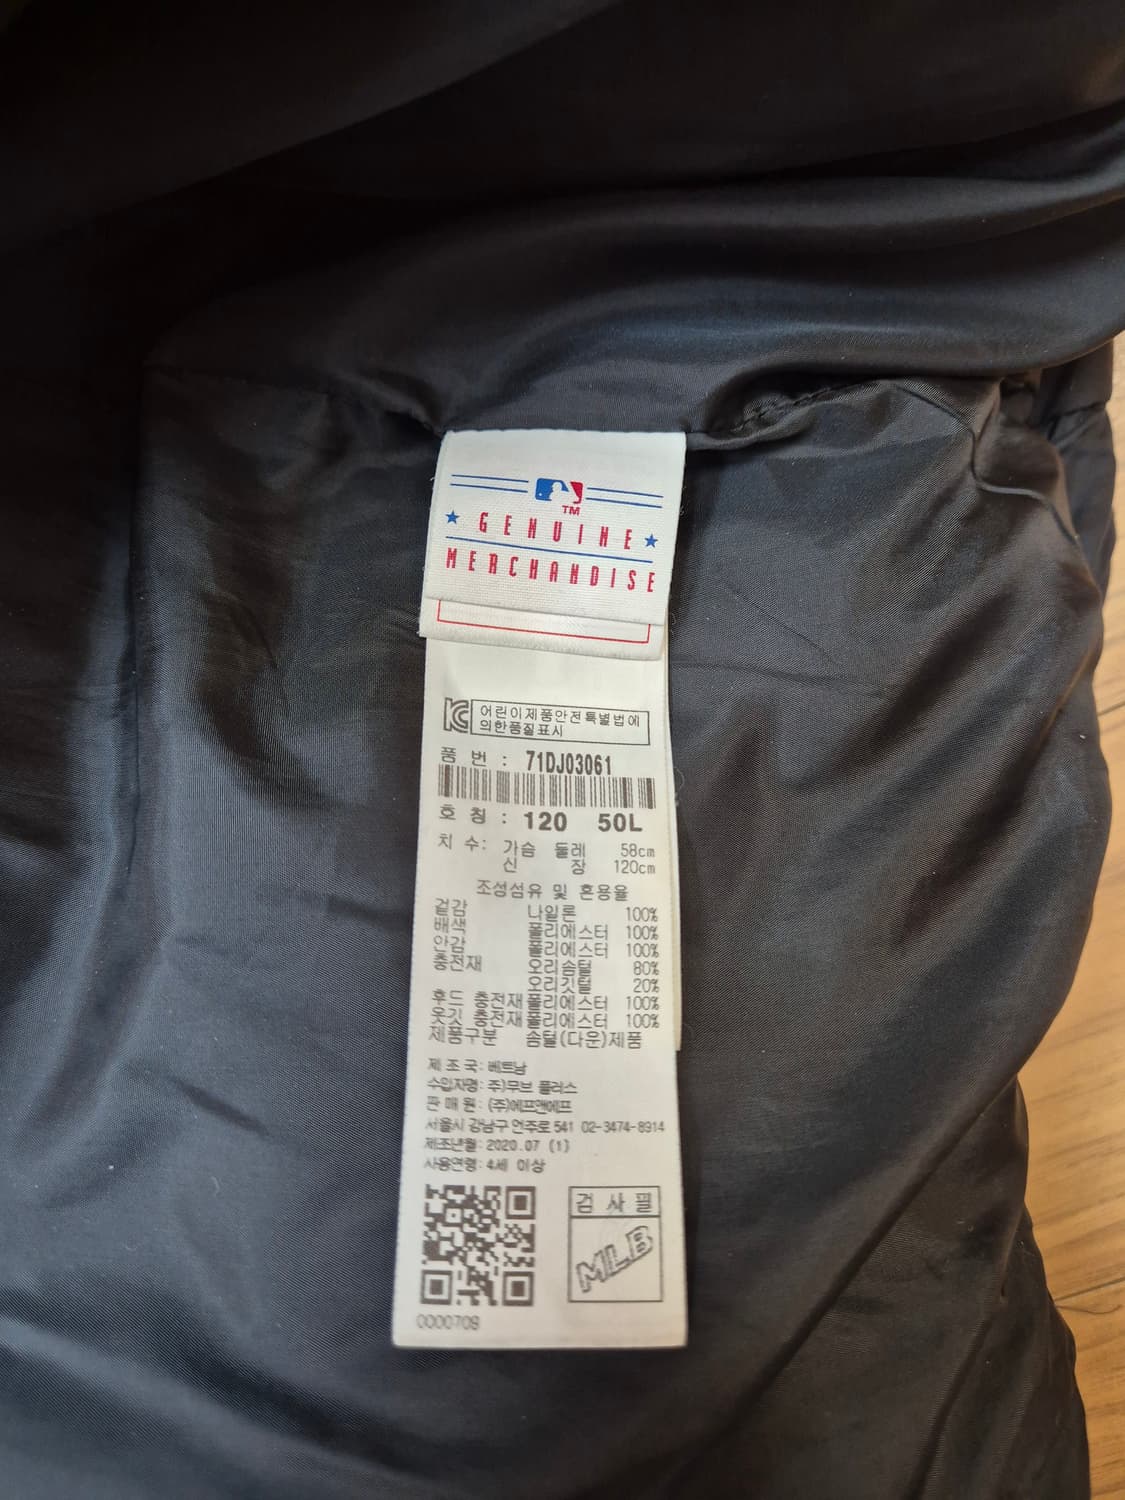 TM
GENUINE
MERCHANDISE
KC 어린이제품안전특별법에
의한품질표시
품 번 : 71DJ03061
호 칭 : 120 50L
치 수: 가슴 둘레 58cm
신 장 120cm
조성섬유 및 혼용율
겉감 나일론 100%
배색 폴리에스터 100%
안감 폴리에스터 100%
충전재 오리솜털 80%
오리깃털 20%
후드 충전재 폴리에스터 100%
옷깃 충전재 폴리에스터 100%
제품구분 솜털(다운)제품
제 조 국: 베트남
수입자명: 주)무브 플러스
판 매 원: (주)에프앤에프
서울시 강남구 언주로 541 02-3474-8914
제조년월: 2020.07 (1)
사용연령: 4세 이상
검 사 필
MLB
0000709